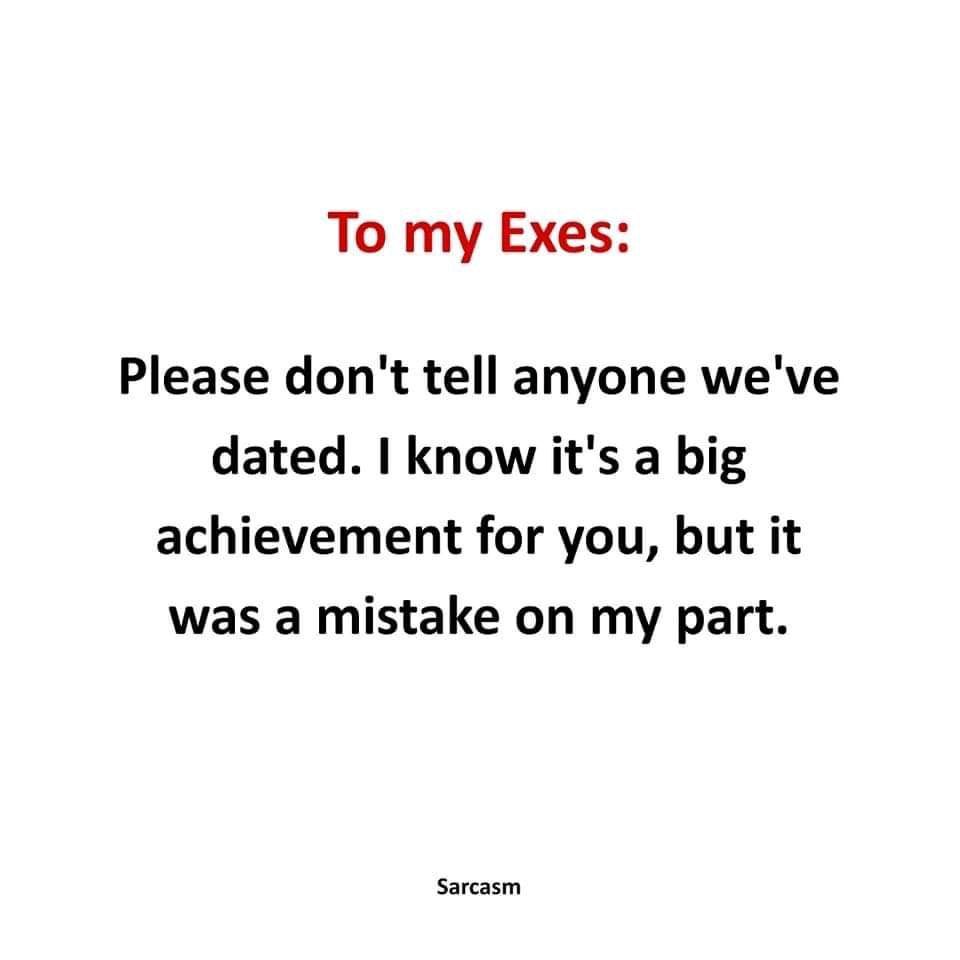 To my Exes:
Please don't tell anyone we've
dated. I know it's a big
achievement for you, but it
was a mistake on my part.
Sarcasm